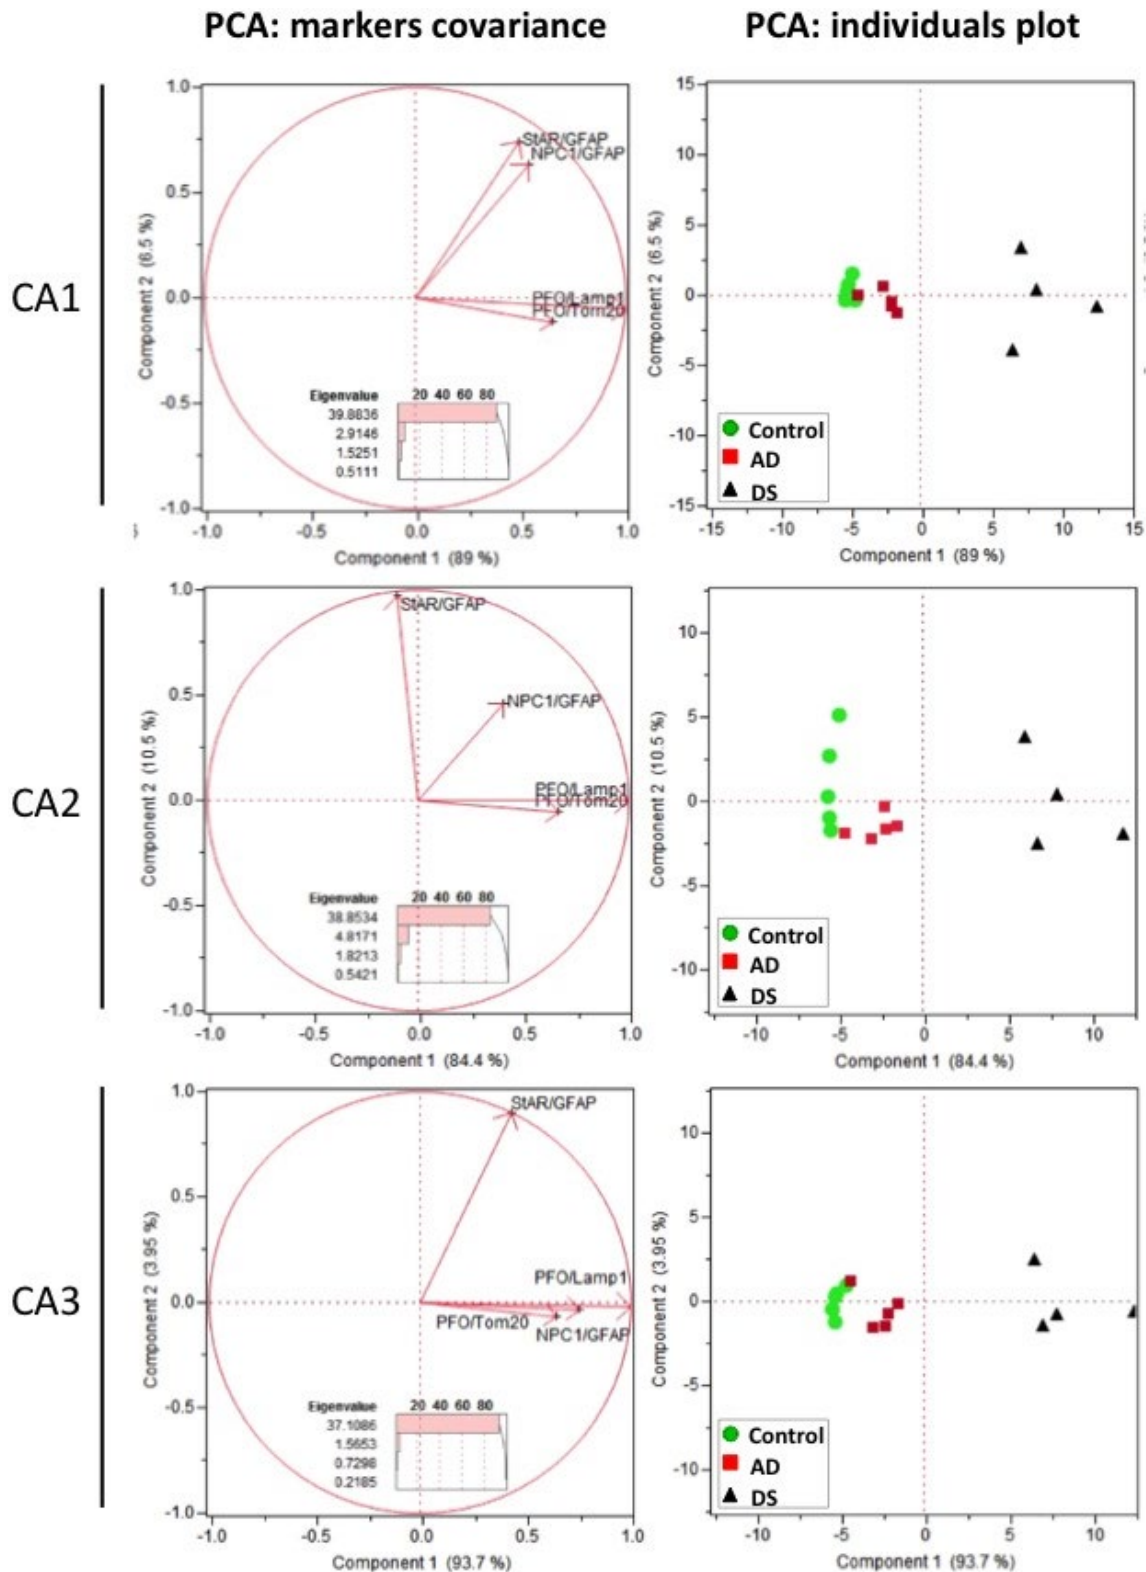 PCA: markers covariance
PCA: individuals plot
CA1
1.0
0.5
0.0
-0.5
-1.0
Component 2 (6.5 %)
StAR/GFAP
NPC1/GFAP
PFO/Lamp1
PFO/Tom20
Eigenvalue
20 40 60 80
39.8836
2.9146
1.5251
0.5111
-1.0 -0.5 0.0 0.5 1.0
Component 1 (89 %)
15
10
5
0
-5
-10
-15
Component 2 (6.5 %)
Control
AD
DS
-15 -10 -5 0 5 10 15
Component 1 (89 %)
CA2
1.0
0.5
0.0
-0.5
-1.0
Component 2 (10.5 %)
StAR/GFAP
NPC1/GFAP
PFO/Lamp1
PFO/Tom20
Eigenvalue
20 40 60 80
38.8534
4.8171
1.8213
0.5421
-1.0 -0.5 0.0 0.5 1.0
Component 1 (84.4 %)
10
5
0
-5
-10
Component 2 (10.5 %)
Control
AD
DS
-10 -5 0 5 10
Component 1 (84.4 %)
CA3
1.0
0.5
0.0
-0.5
-1.0
Component 2 (3.95 %)
StAR/GFAP
PFO/Lamp1
PFO/Tom20
NPC1/GFAP
Eigenvalue
20 40 60 80
37.1086
1.5653
0.7298
0.2185
-1.0 -0.5 0.0 0.5 1.0
Component 1 (93.7 %)
10
5
0
-5
-10
Component 2 (3.95 %)
Control
AD
DS
-10 -5 0 5 10
Component 1 (93.7 %)